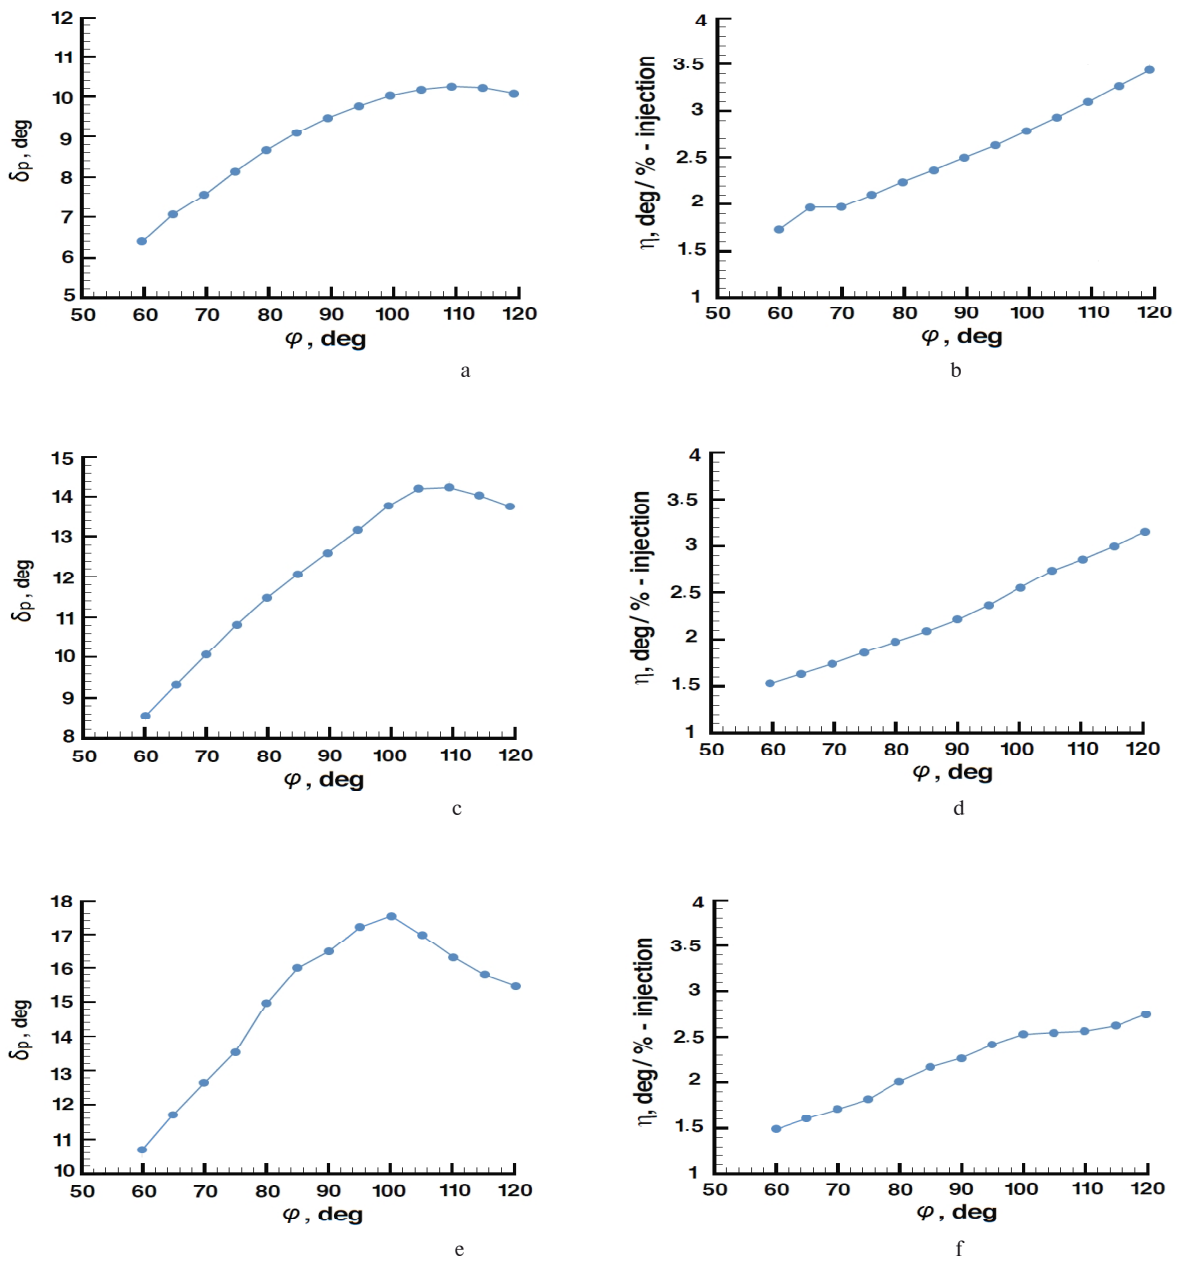 12
11
10
9
8
7
6
5
δp, deg
50 60 70 80 90 100 110 120
φ, deg
a
4
3.5
3
2.5
2
1.5
1
η, deg/ % - injection
50 60 70 80 90 100 110 120
φ, deg
b
15
14
13
12
11
10
9
8
δp, deg
50 60 70 80 90 100 110 120
φ, deg
c
4
3.5
3
2.5
2
1.5
1
η, deg/ % - injection
50 60 70 80 90 100 110 120
φ, deg
d
18
17
16
15
14
13
12
11
10
δp, deg
50 60 70 80 90 100 110 120
φ, deg
e
4
3.5
3
2.5
2
1.5
1
η, deg/ % - injection
50 60 70 80 90 100 110 120
φ, deg
f